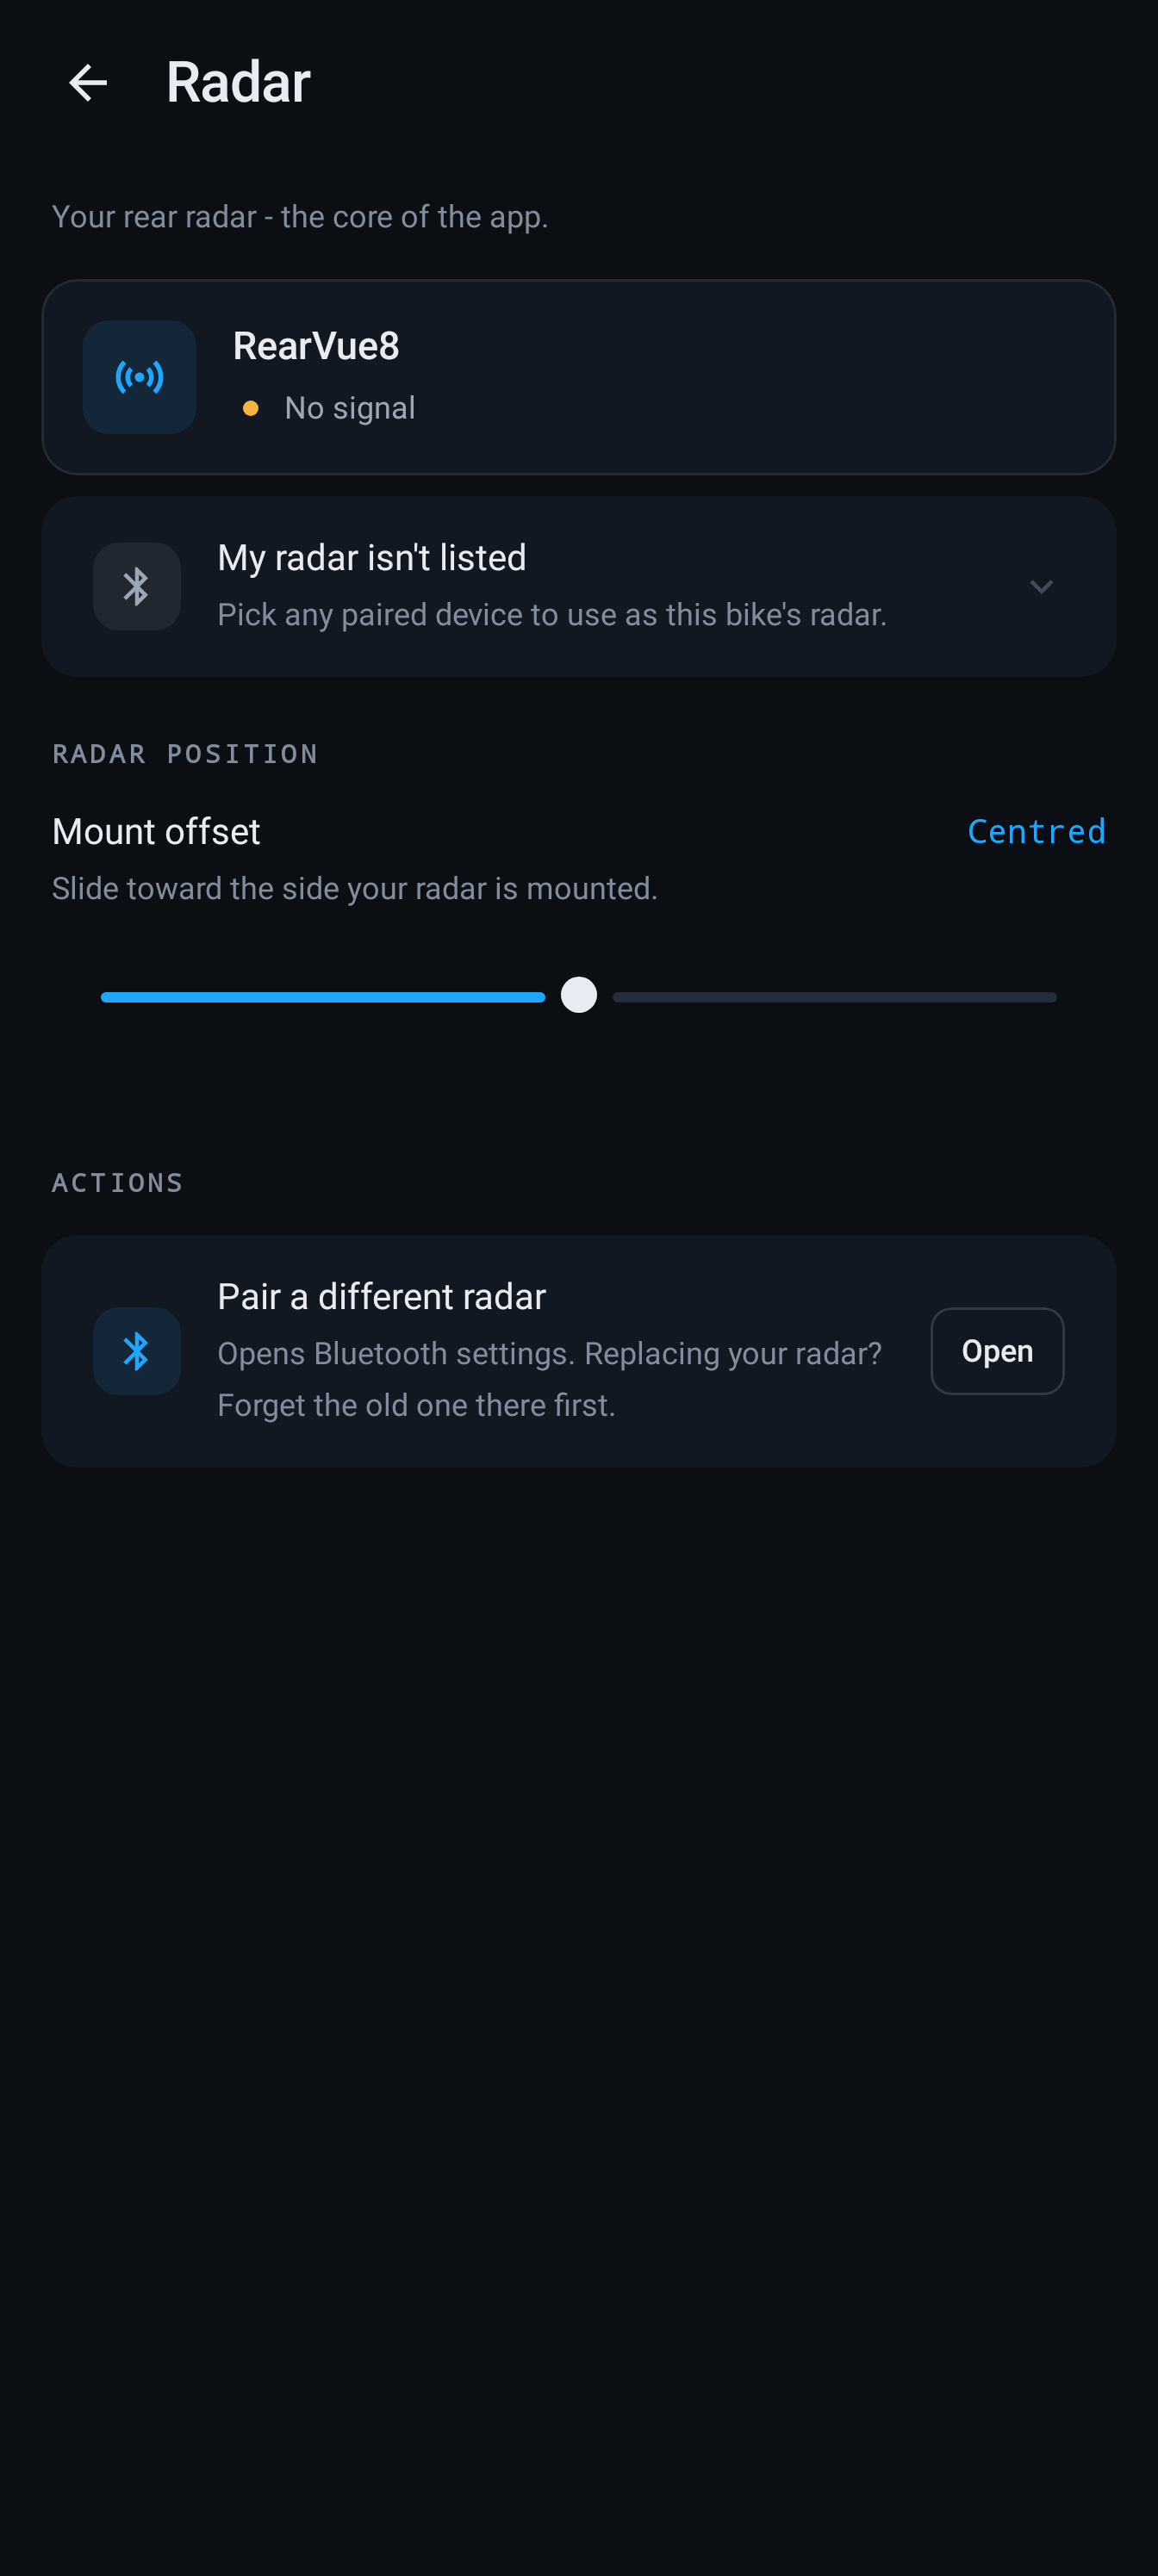 Radar
Your rear radar - the core of the app.
RearVue8
No signal
My radar isn't listed
Pick any paired device to use as this bike's radar.
RADAR POSITION
Mount offset
Centred
Slide toward the side your radar is mounted.
ACTIONS
Pair a different radar
Opens Bluetooth settings. Replacing your radar?
Forget the old one there first.
Open